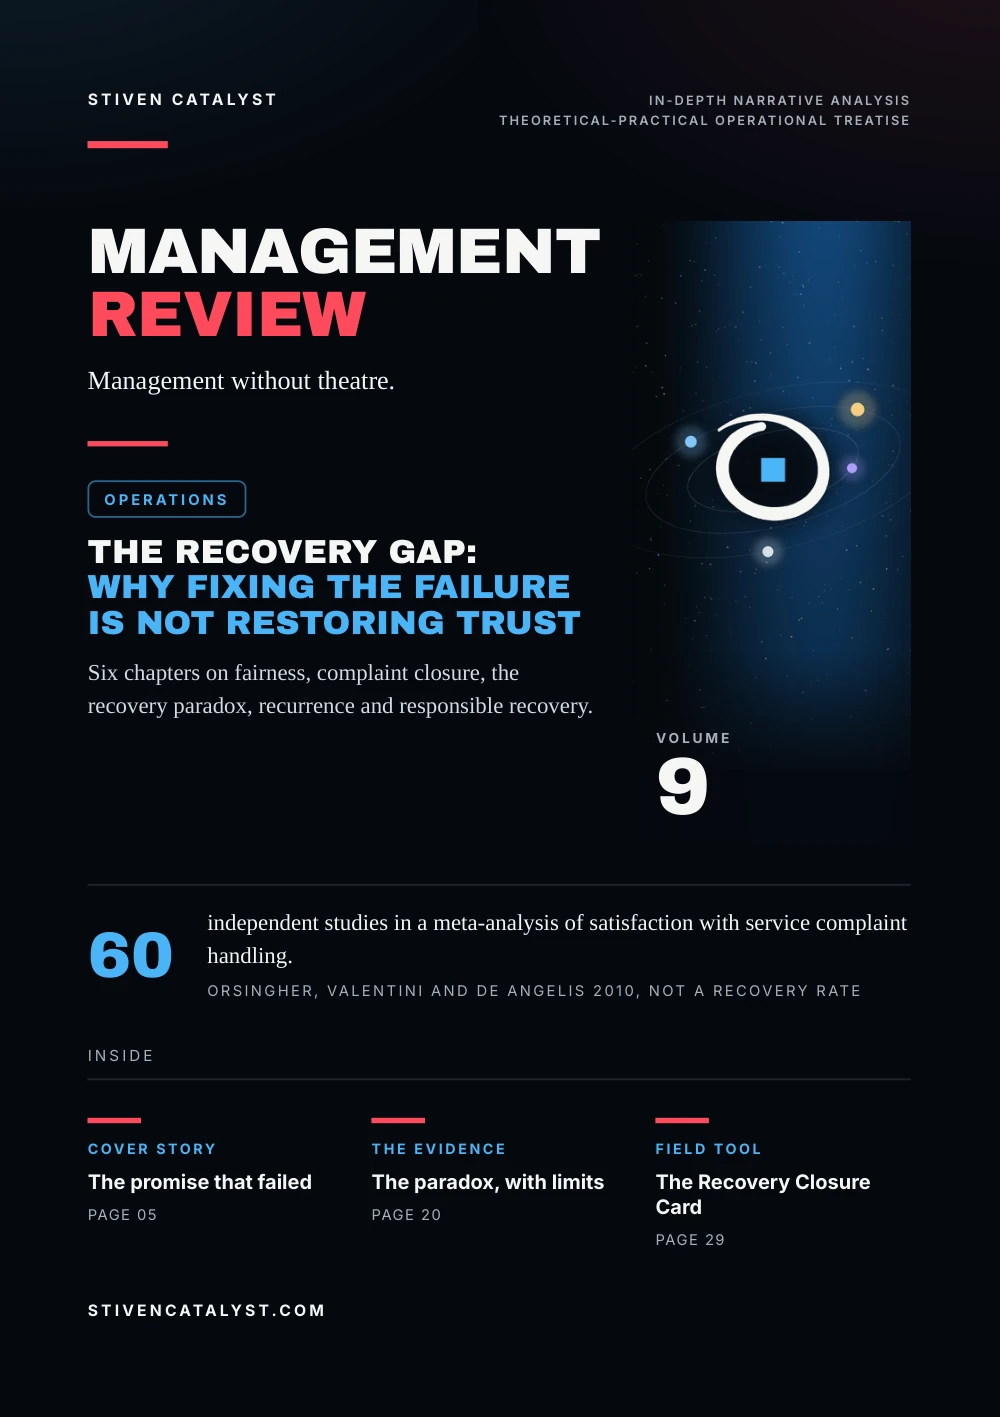 STIVEN CATALYST
IN-DEPTH NARRATIVE ANALYSIS
THEORETICAL-PRACTICAL OPERATIONAL TREATISE
MANAGEMENT
REVIEW
Management without theatre.
OPERATIONS
THE RECOVERY GAP:
WHY FIXING THE FAILURE
IS NOT RESTORING TRUST
Six chapters on fairness, complaint closure, the
recovery paradox, recurrence and responsible recovery.
VOLUME
9
60
independent studies in a meta-analysis of satisfaction with service complaint
handling.
ORSINGHER, VALENTINI AND DE ANGELIS 2010, NOT A RECOVERY RATE
INSIDE
COVER STORY
The promise that failed
PAGE 05
THE EVIDENCE
The paradox, with limits
PAGE 20
FIELD TOOL
The Recovery Closure
Card
PAGE 29
STIVENCATALYST.COM